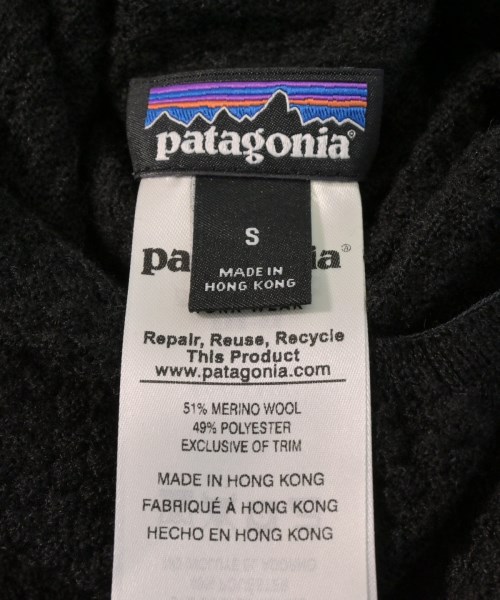 patagonia®
S
MADE IN
HONG KONG
Repair, Reuse, Recycle
This Product
www.patagonia.com
51% MERINO WOOL
49% POLYESTER
EXCLUSIVE OF TRIM
MADE IN HONG KONG
FABRIQUÉ À HONG KONG
HECHO EN HONG KONG